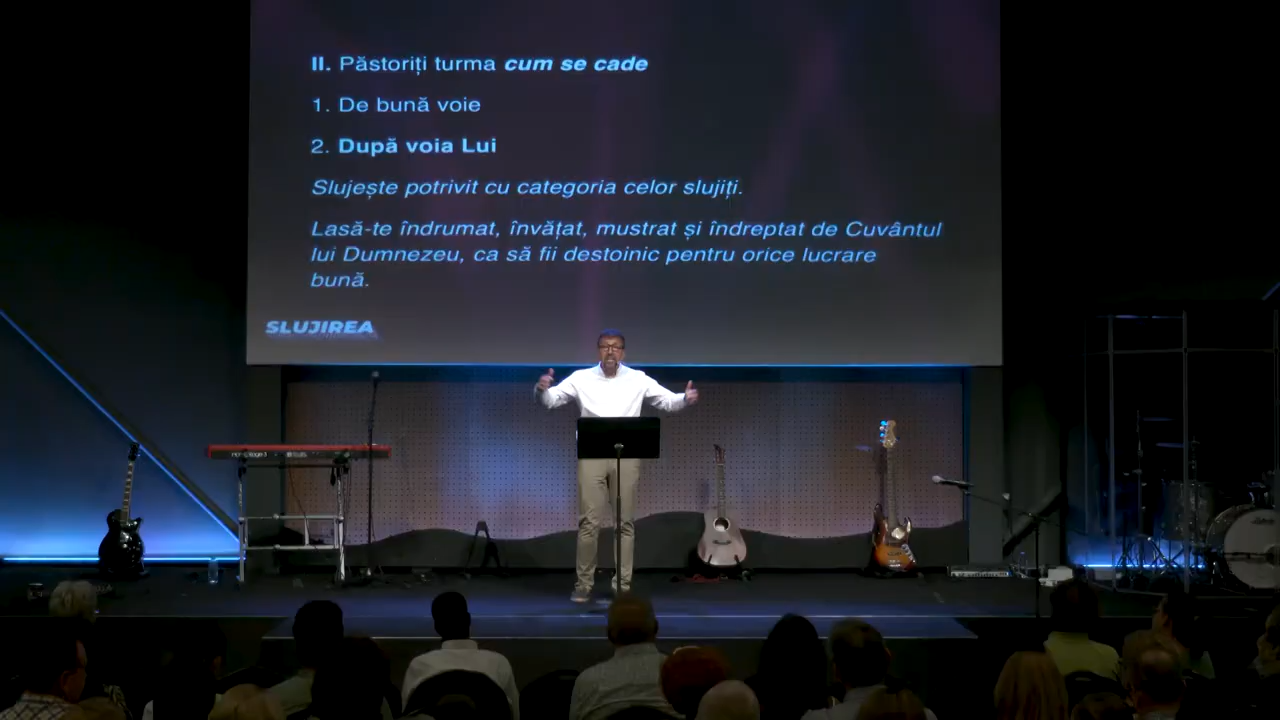 II. Păstoriți turma cum se cade
1. De bună voie
2. După voia Lui
Slujește potrivit cu categoria celor slujiți.
Lasă-te îndrumat, învățat, mustrat și îndreptat de Cuvântul
lui Dumnezeu, ca să fii destoinic pentru orice lucrare
bună.
SLUJIREA